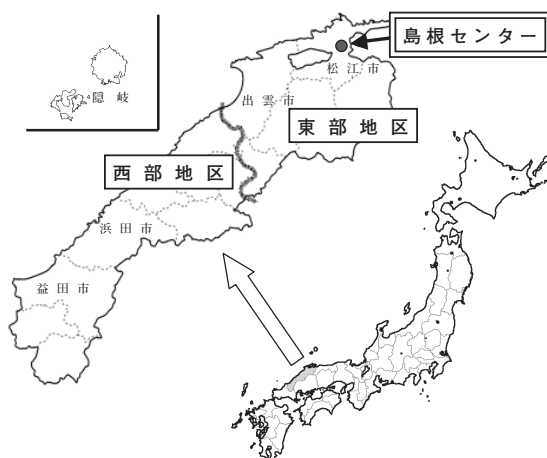 島根センター
松江市
隠岐
出雲市
東部地区
西部地区
浜田市
益田市